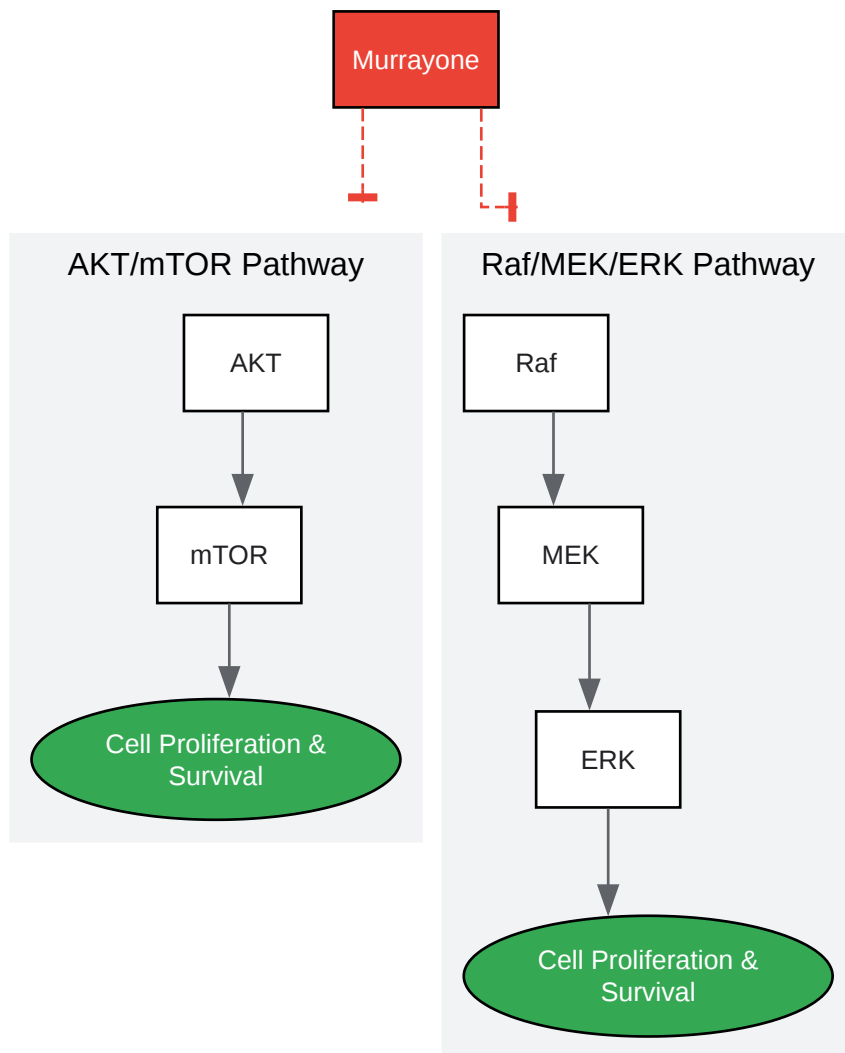 Murrayone
AKT/mTOR Pathway
AKT
mTOR
Cell Proliferation &
Survival
Raf/MEK/ERK Pathway
Raf
MEK
ERK
Cell Proliferation &
Survival